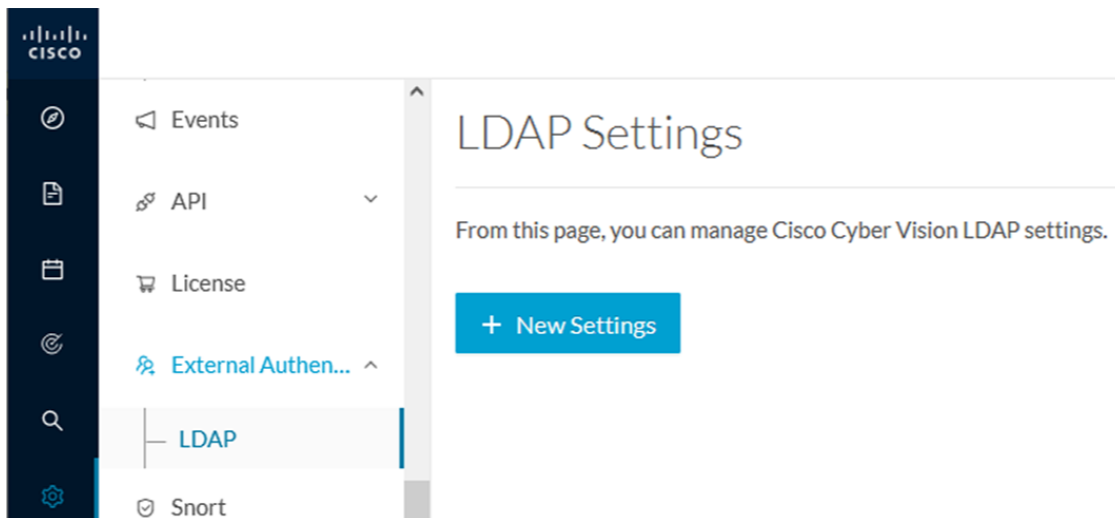 CISCO
Events
API
License
External Authen...
LDAP
Snort
LDAP Settings
From this page, you can manage Cisco Cyber Vision LDAP settings.
+ New Settings